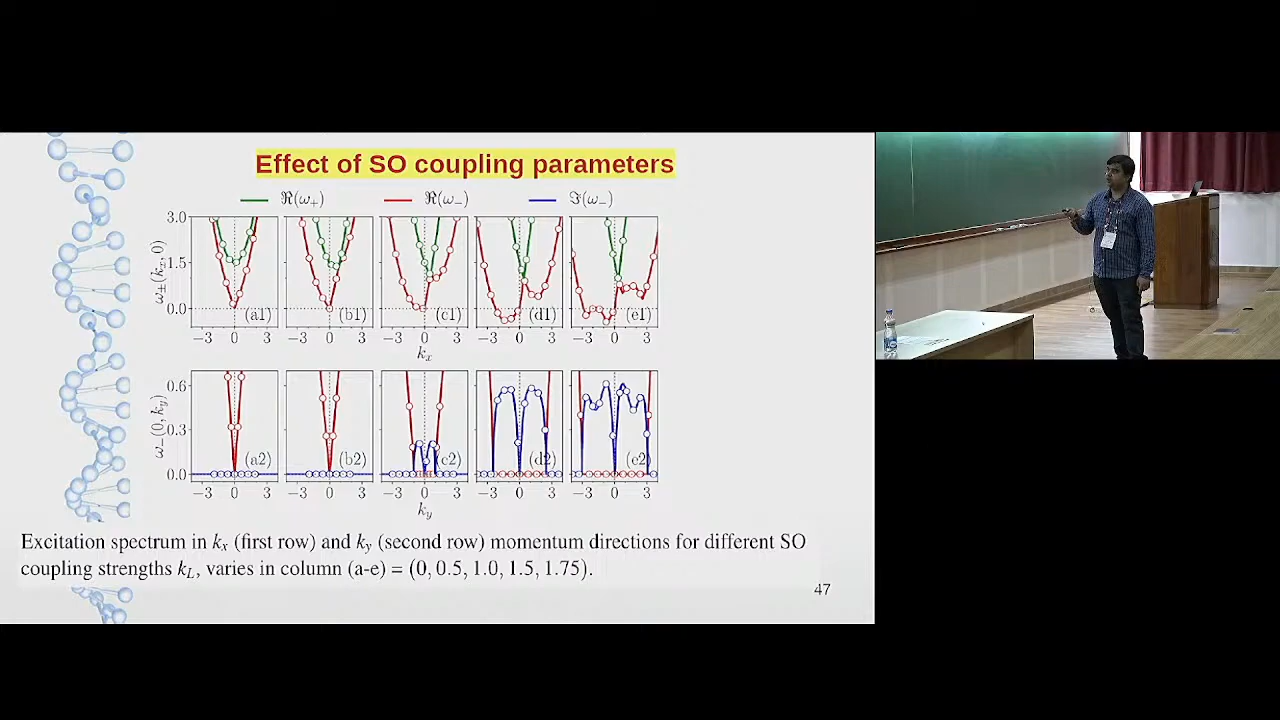 Effect of SO coupling parameters
ℜ(ω₊) ℜ(ω₋) ℑ(ω₋)
ω±(kₓ, 0)
3.0
1.5
0.0
(a1) (b1) (c1) (d1) (e1)
−3 0 3 −3 0 3 −3 0 3 −3 0 3 −3 0 3
kₓ
ω₋(0, k_y)
0.6
0.3
0.0
(a2) (b2) (c2) (d2) (e2)
−3 0 3 −3 0 3 −3 0 3 −3 0 3 −3 0 3
k_y
Excitation spectrum in kₓ (first row) and k_y (second row) momentum directions for different SO
coupling strengths k_L, varies in column (a-e) = (0, 0.5, 1.0, 1.5, 1.75).
47